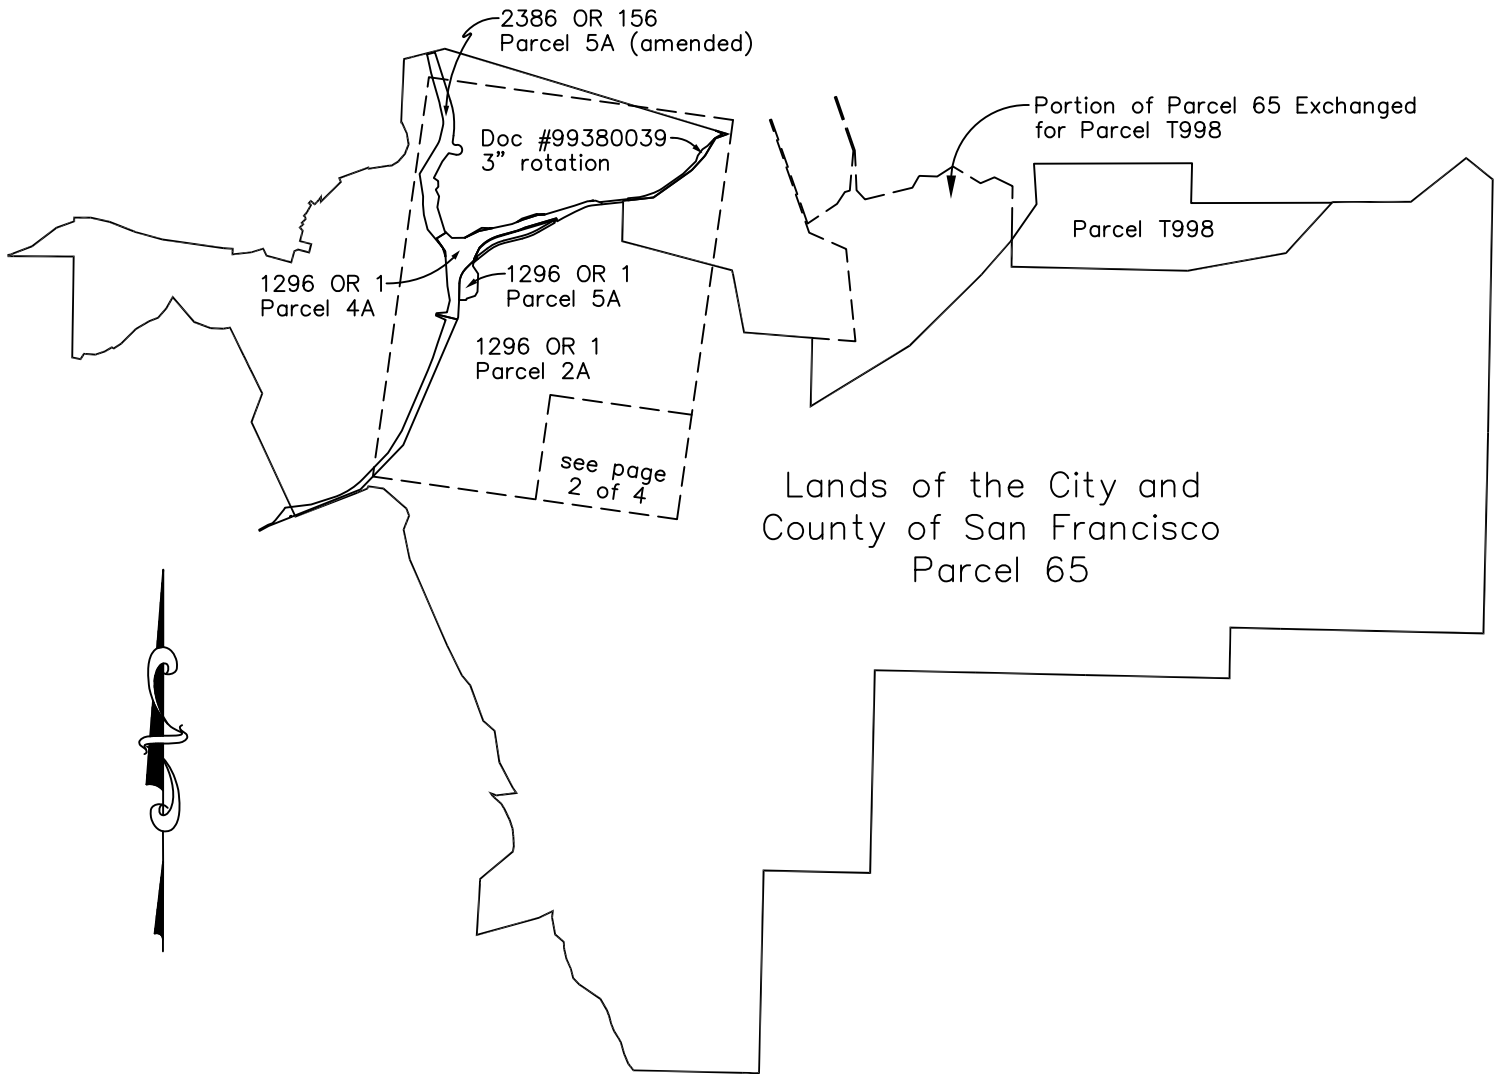 2386 OR 156
Parcel 5A (amended)
Doc #99380039
3" rotation
Portion of Parcel 65 Exchanged
for Parcel T998
Parcel T998
1296 OR 1
Parcel 4A
1296 OR 1
Parcel 5A
1296 OR 1
Parcel 2A
see page
2 of 4
Lands of the City and
County of San Francisco
Parcel 65